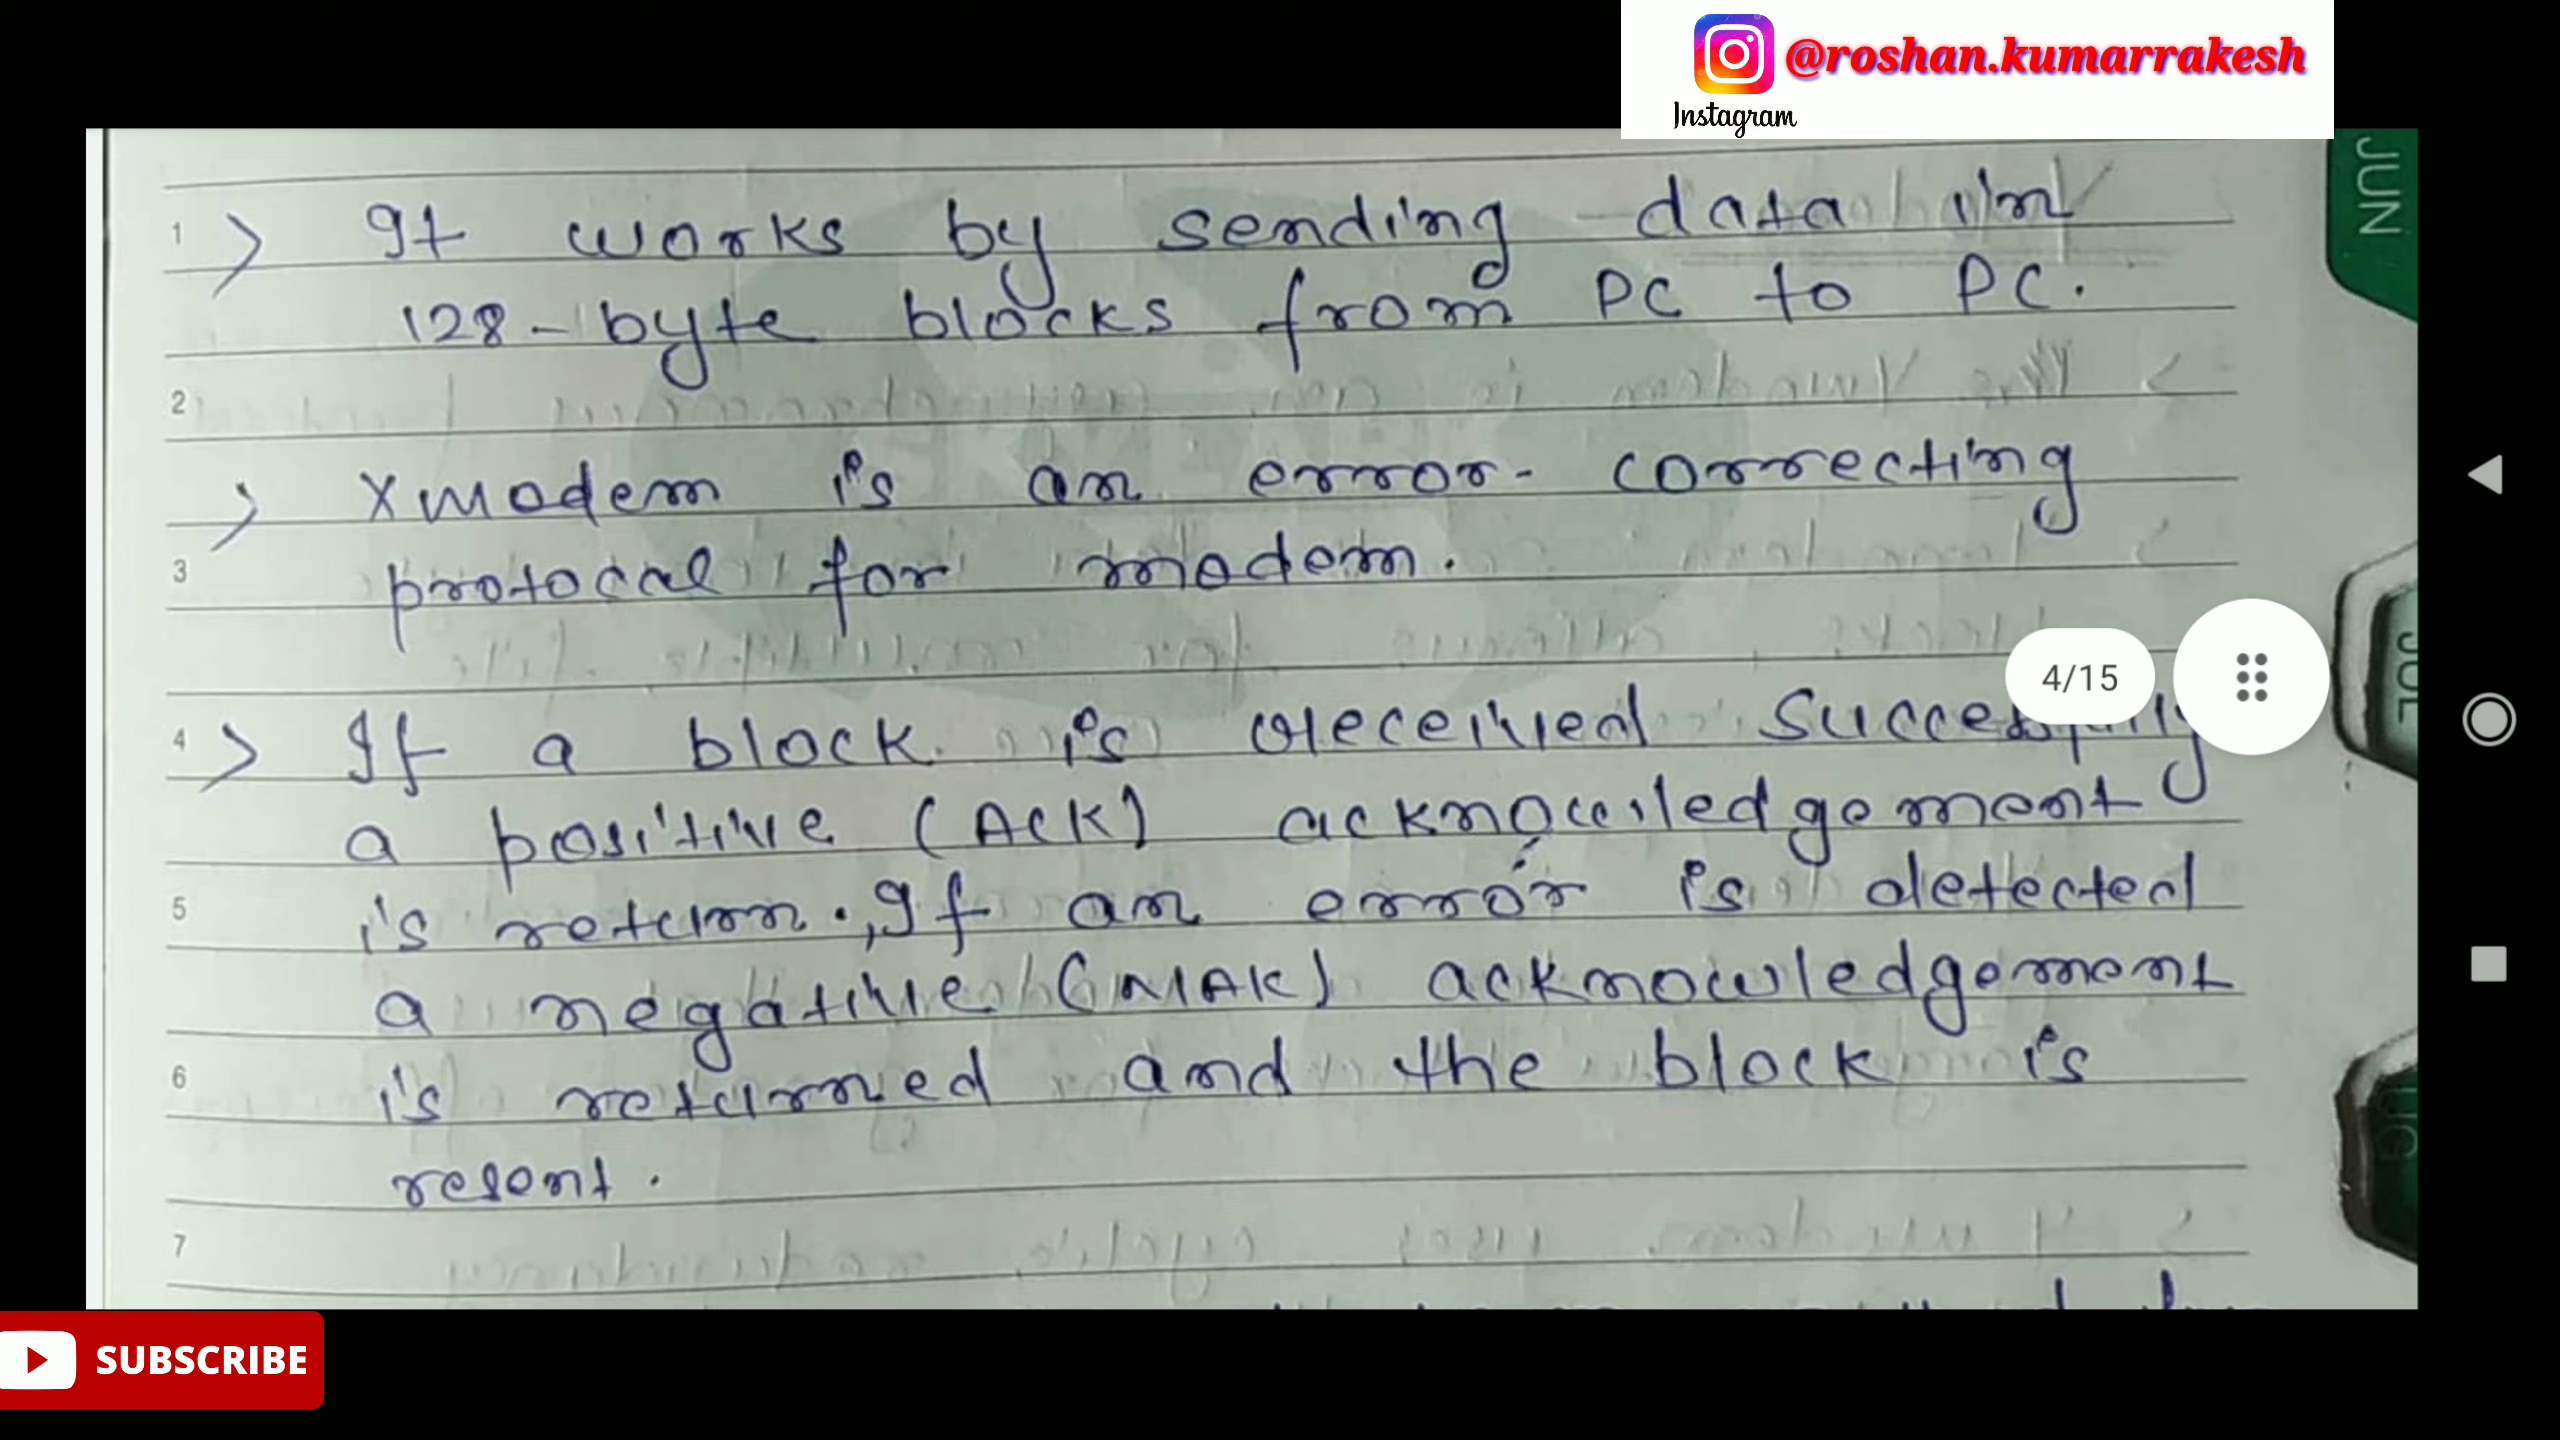 @roshan.kumarrakesh
Instagram
JUN
1
> It works by sending data in
128-byte blocks from PC to PC.
2
> Xmodem is an error-correcting
3
protocal for modem.
4/15
JUL
4
> If a block is received Successfully
a positive (ACK) acknowledgement
5
is return., If an error is detected
a negative (NAK) acknowledgement
6
is returned and the block is
resent.
7
SUBSCRIBE